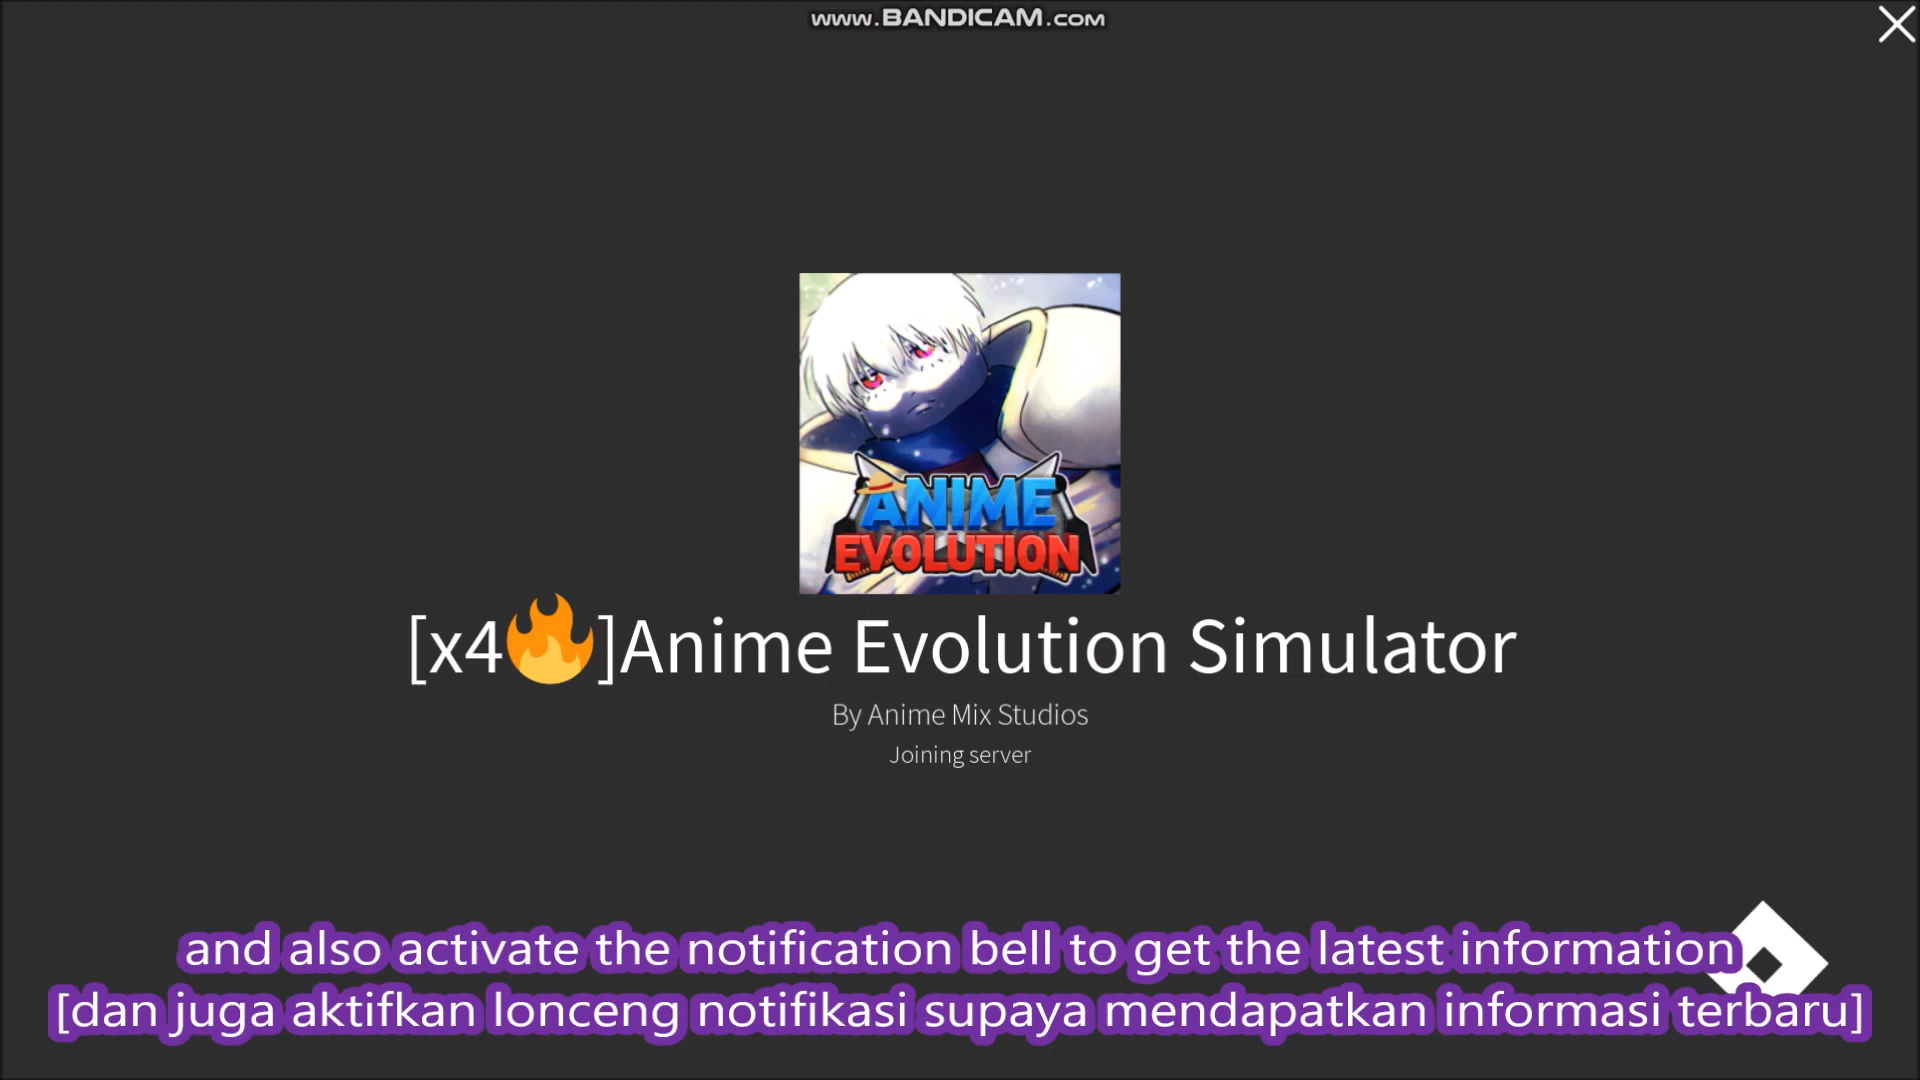 www.BANDICAM.com
ANIME
EVOLUTION
[x4🔥]Anime Evolution Simulator
By Anime Mix Studios
Joining server
and also activate the notification bell to get the latest information
[dan juga aktifkan lonceng notifikasi supaya mendapatkan informasi terbaru]